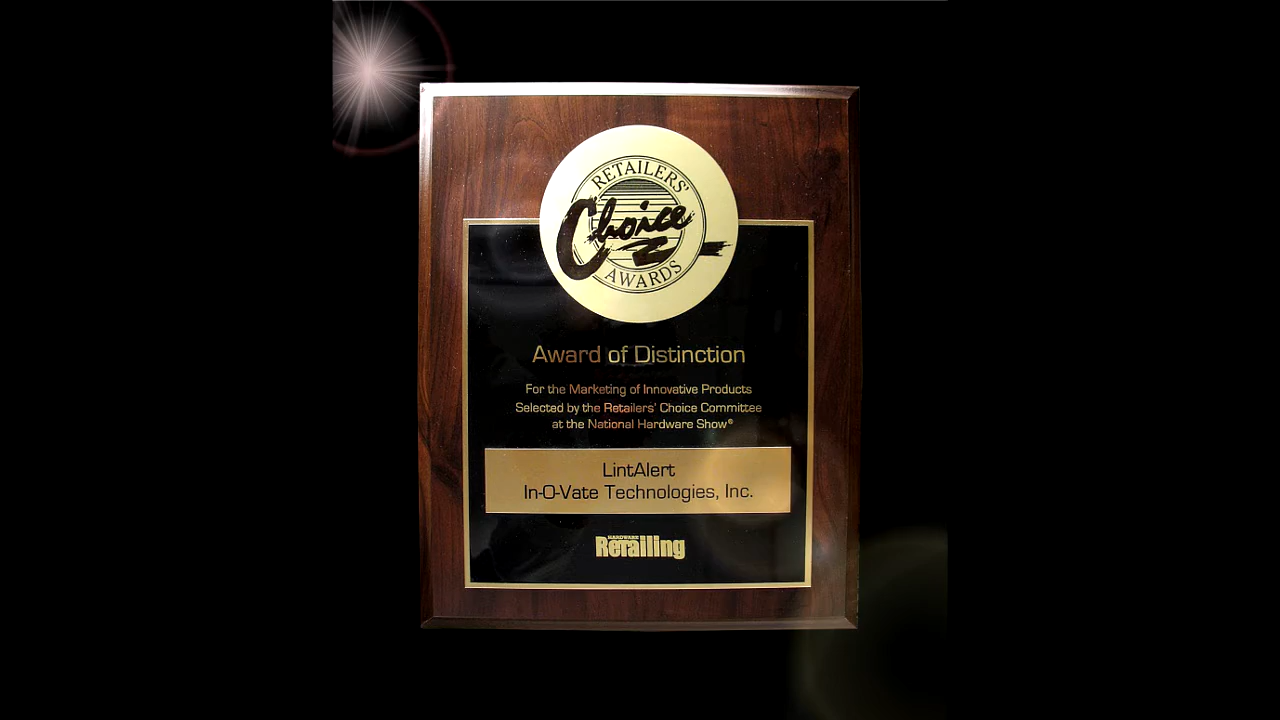 RETAILERS'
Choice
AWARDS
Award of Distinction
For the Marketing of Innovative Products
Selected by the Retailers' Choice Committee
at the National Hardware Show®
LintAlert
In-O-Vate Technologies, Inc.
HARDWARE
Retailing